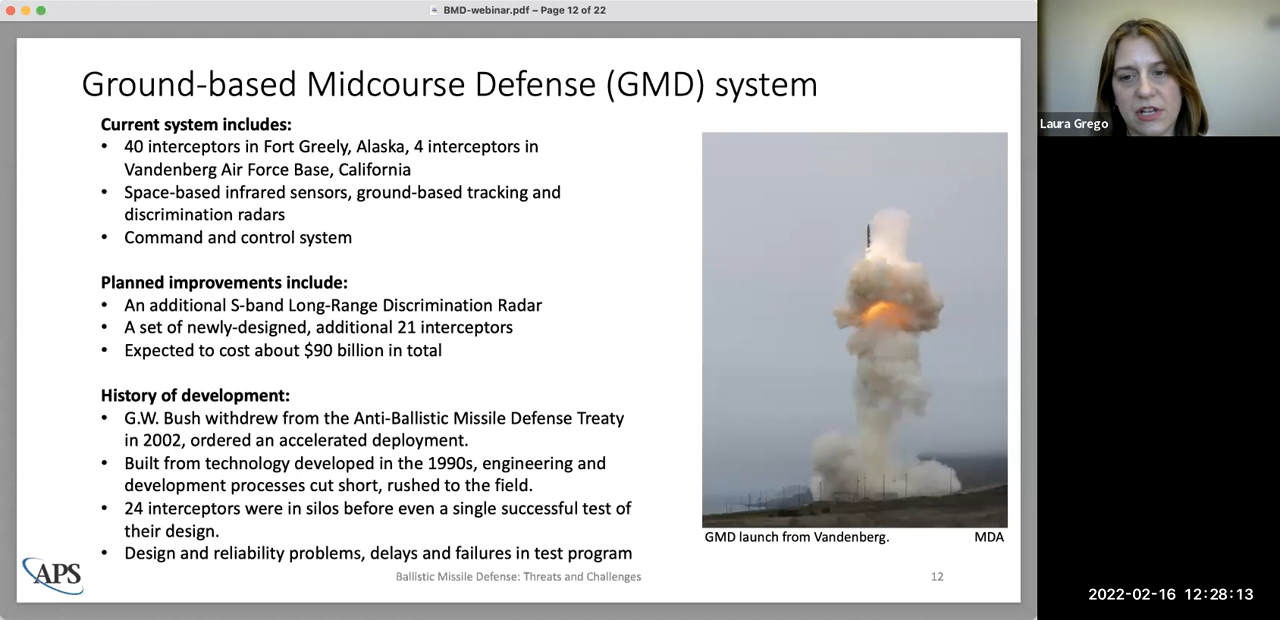 BMD-webinar.pdf – Page 12 of 22
Ground-based Midcourse Defense (GMD) system
Current system includes:
• 40 interceptors in Fort Greely, Alaska, 4 interceptors in
Vandenberg Air Force Base, California
• Space-based infrared sensors, ground-based tracking and
discrimination radars
• Command and control system
Planned improvements include:
• An additional S-band Long-Range Discrimination Radar
• A set of newly-designed, additional 21 interceptors
• Expected to cost about $90 billion in total
History of development:
• G.W. Bush withdrew from the Anti-Ballistic Missile Defense Treaty
in 2002, ordered an accelerated deployment.
• Built from technology developed in the 1990s, engineering and
development processes cut short, rushed to the field.
• 24 interceptors were in silos before even a single successful test of
their design.
• Design and reliability problems, delays and failures in test program
GMD launch from Vandenberg. MDA
APS
Ballistic Missile Defense: Threats and Challenges 12
Laura Grego
2022-02-16 12:28:13